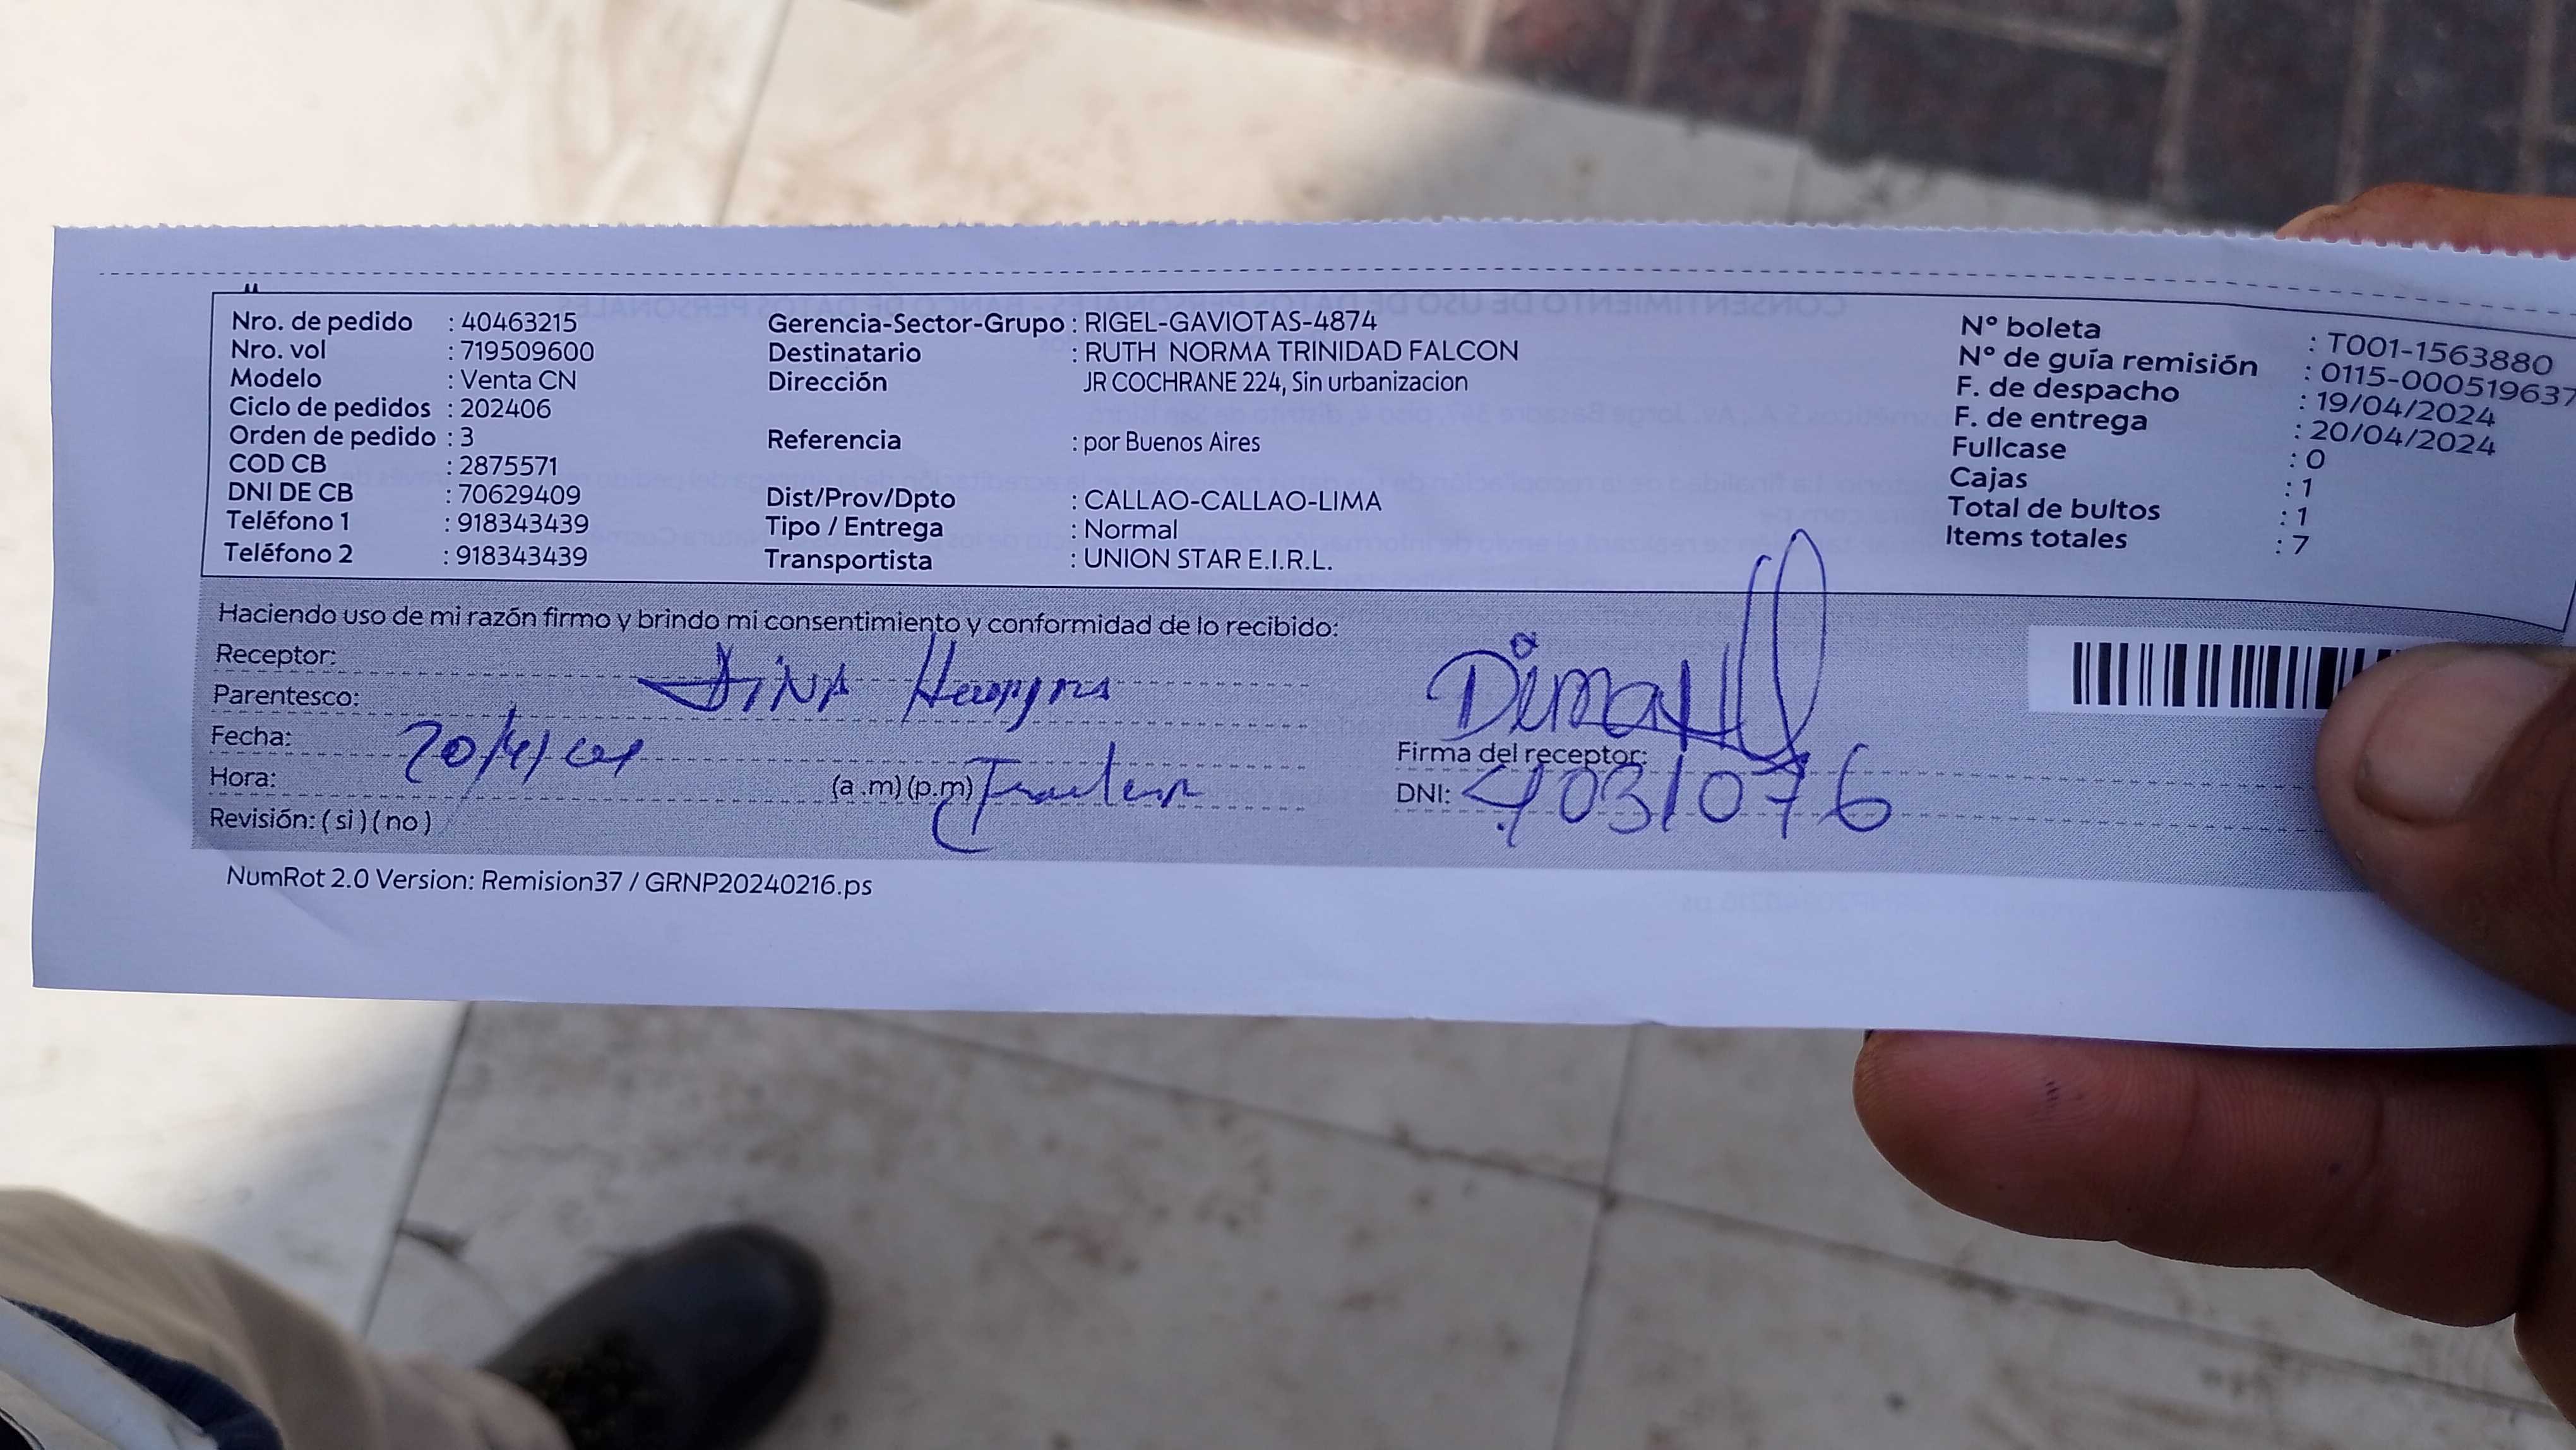 Nro. de pedido : 40463215
Nro. vol : 719509600
Modelo : Venta CN
Ciclo de pedidos : 202406
Orden de pedido : 3
COD CB : 2875571
DNI DE CB : 70629409
Teléfono 1 : 918343439
Teléfono 2 : 918343439
Gerencia-Sector-Grupo : RIGEL-GAVIOTAS-4874
Destinatario : RUTH NORMA TRINIDAD FALCON
Dirección JR COCHRANE 224, Sin urbanizacion
Referencia : por Buenos Aires
Dist/Prov/Dpto : CALLAO-CALLAO-LIMA
Tipo / Entrega : Normal
Transportista : UNION STAR E.I.R.L.
N° boleta : T001-1563880
N° de guía remisión : 0115-000519637
F. de despacho : 19/04/2024
F. de entrega : 20/04/2024
Fullcase : 0
Cajas : 1
Total de bultos : 1
Items totales : 7
Haciendo uso de mi razón firmo y brindo mi consentimiento y conformidad de lo recibido:
Receptor: DiNA
Parentesco:
Fecha: 20/4/
Hora: (a .m) (p.m)
Revisión: ( si ) ( no )
Firma del receptor:
DNI: 4031076
NumRot 2.0 Version: Remision37 / GRNP20240216.ps